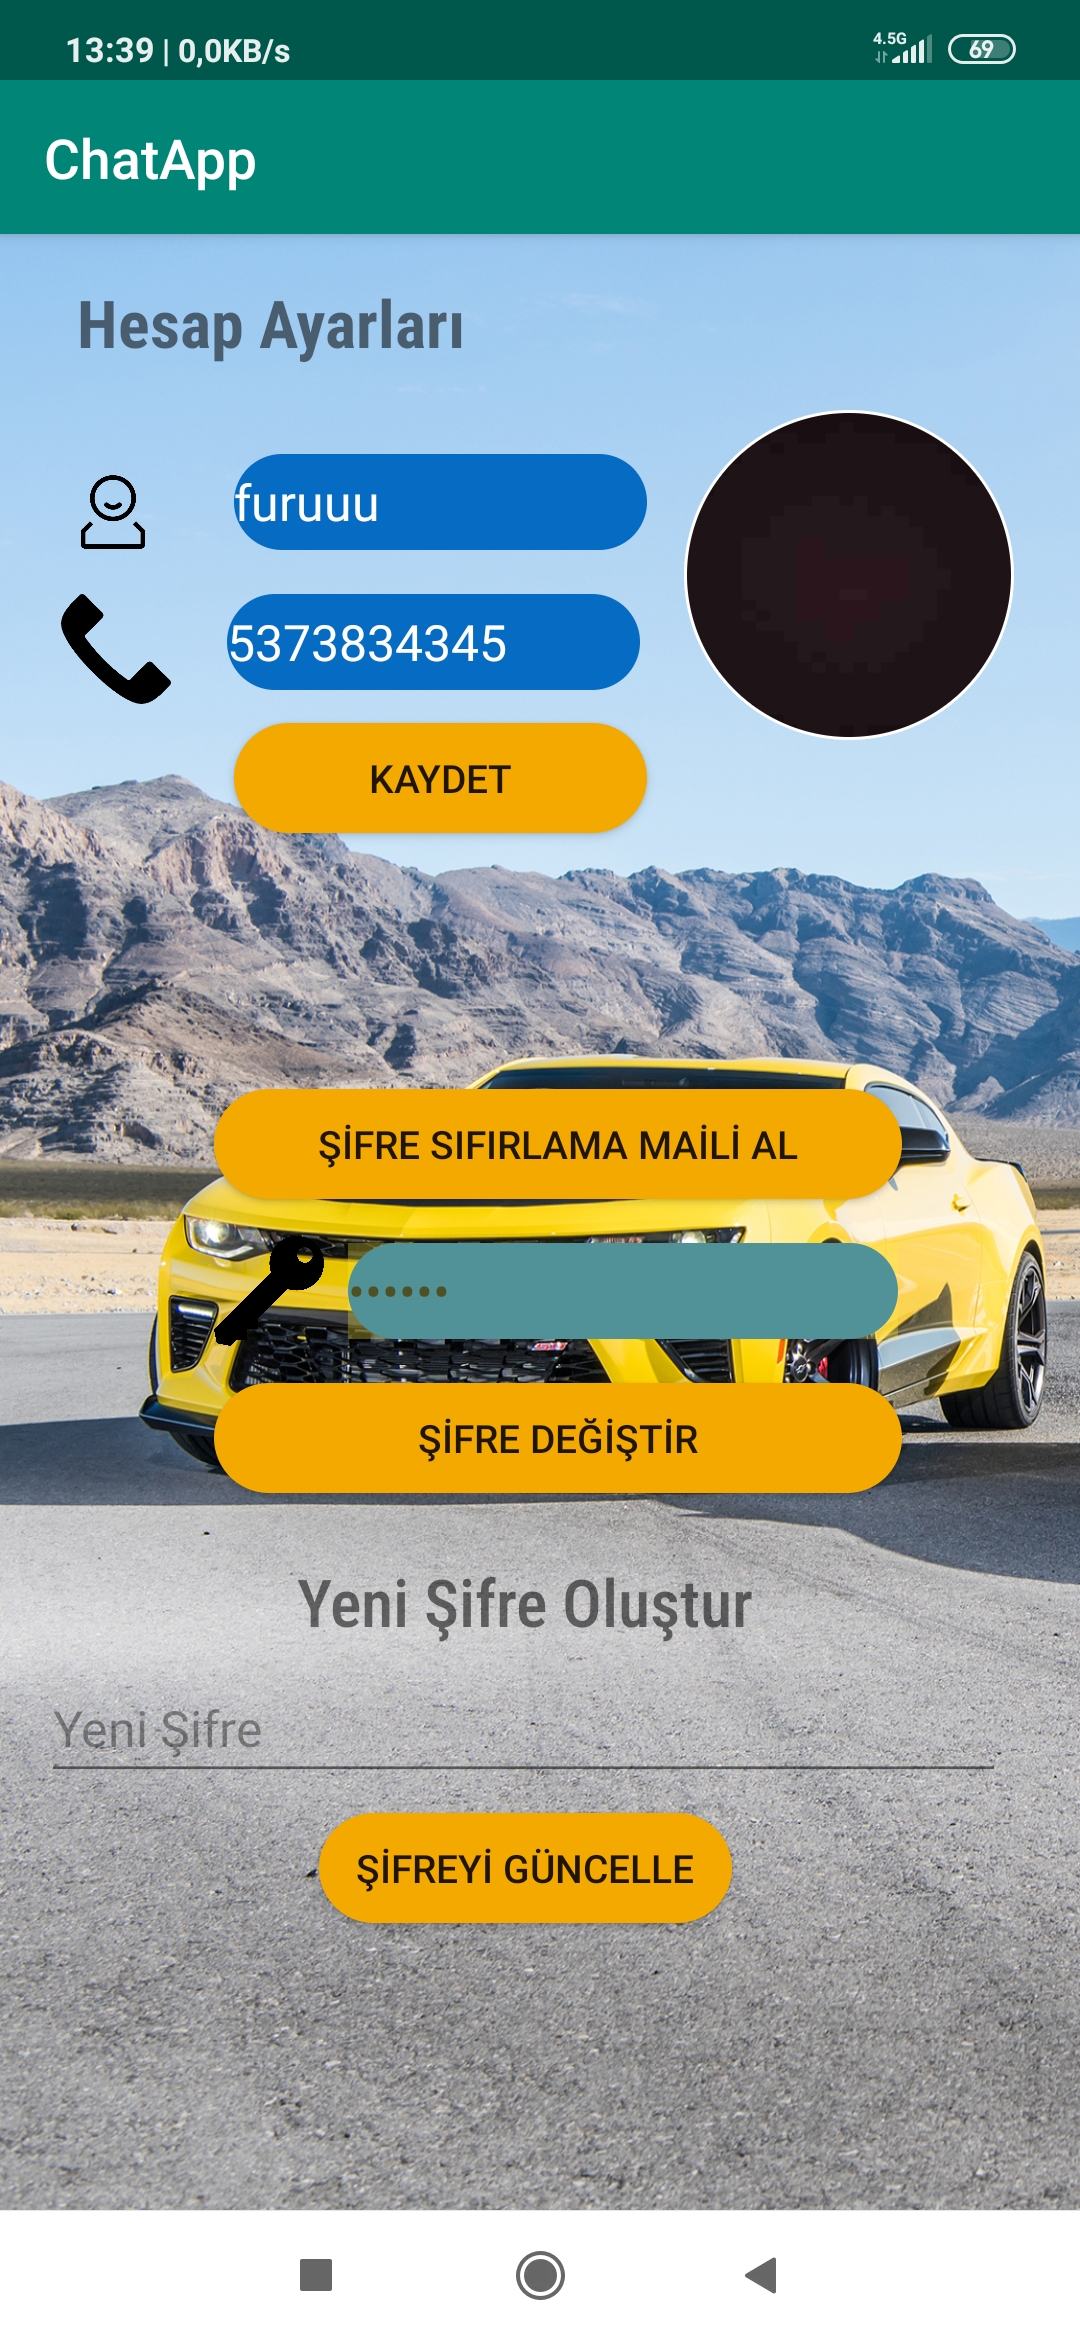 13:39 | 0,0KB/s 4.5G 69
ChatApp
Hesap Ayarları
furuuu
5373834345
KAYDET
ŞİFRE SIFIRLAMA MAİLİ AL
••••••
ŞİFRE DEĞİŞTİR
Yeni Şifre Oluştur
Yeni Şifre
ŞİFREYİ GÜNCELLE